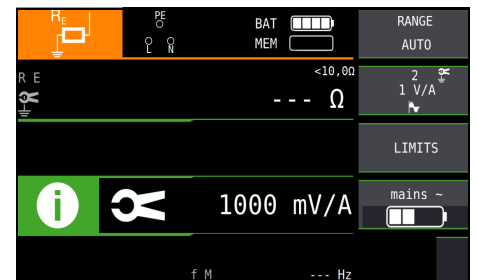 RE
PE
L N
BAT
MEM
RANGE
AUTO
R E
<10,0Ω
--- Ω
2
1 V/A
LIMITS
i
1000 mV/A
mains ~
f M --- Hz